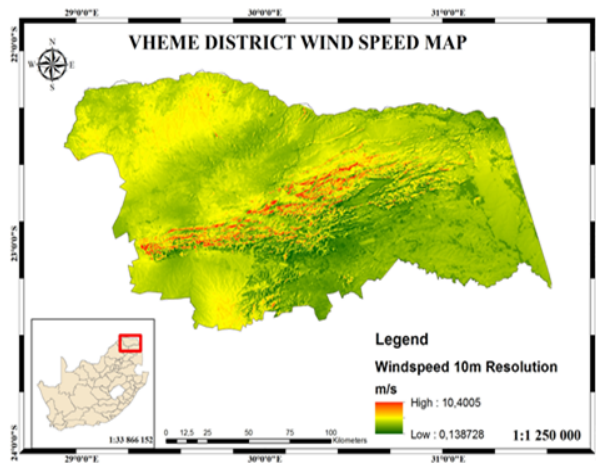 29°0'0"E 30°0'0"E 31°0'0"E
22°0'0"S
N
W E
S
VHEME DISTRICT WIND SPEED MAP
23°0'0"S
Legend
Windspeed 10m Resolution
m/s
High : 10,4005
Low : 0,138728
1:1 250 000
1:33 866 152
0 12,5 25 50 75 100
Kilometers
24°0'0"S
29°0'0"E 30°0'0"E 31°0'0"E